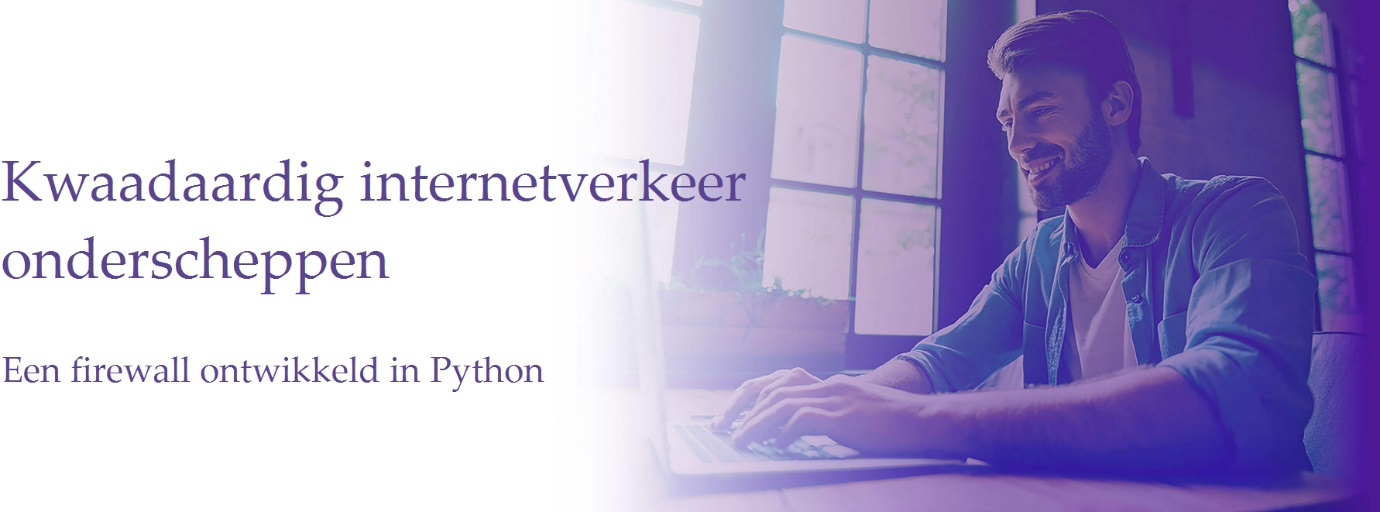 Kwaadaardig internetverkeer
onderscheppen
Een firewall ontwikkeld in Python